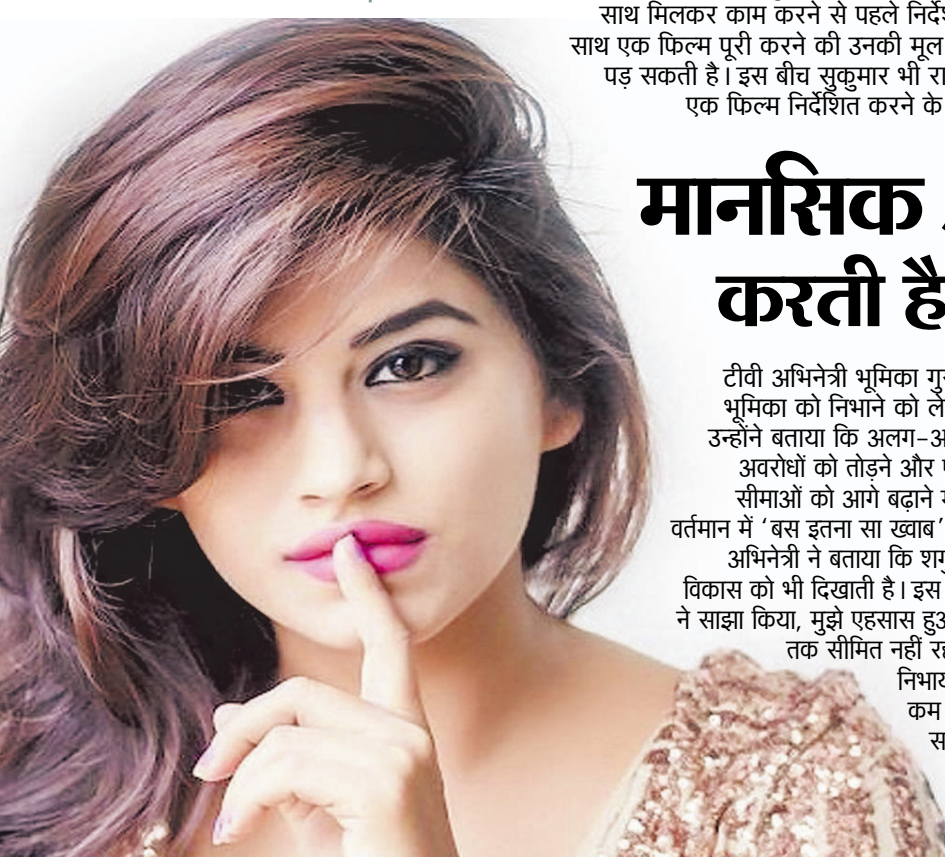 साथ मिलकर काम करने से पहले
साथ एक फिल्म पूरी करने की उनकी मूल
पड़ सकती है। इस बीच सुकुमार भी
एक फिल्म निर्देशित करने के
मानसिक
करती है
टीवी अभिनेत्री भूमिका
भूमिका को निभाने को
उन्होंने बताया कि
अवरोधों को तोड़ने और
सीमाओं को आगे बढ़ाने
वर्तमान में ‘बस इतना सा ख्वाब’
अभिनेत्री ने बताया कि
विकास को भी दिखाती है। इस
ने साझा किया, मुझे एहसास
तक सीमित नहीं
कम